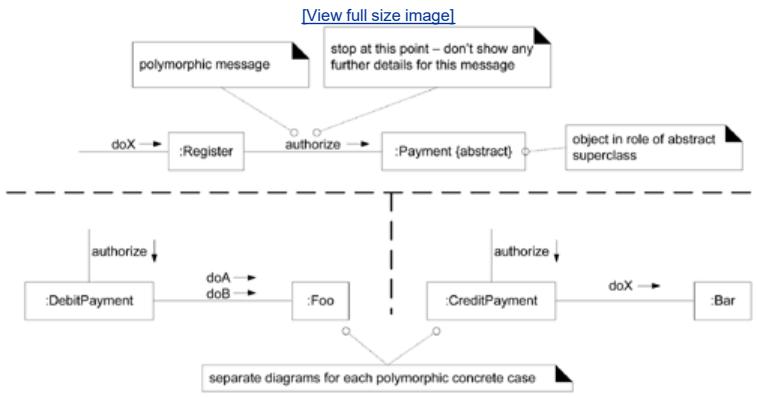 [View full size image]
polymorphic message
stop at this point – don't show any
further details for this message
doX
:Register
authorize
:Payment {abstract}
object in role of abstract
superclass
authorize
:DebitPayment
doA
doB
:Foo
authorize
:CreditPayment
doX
:Bar
separate diagrams for each polymorphic concrete case